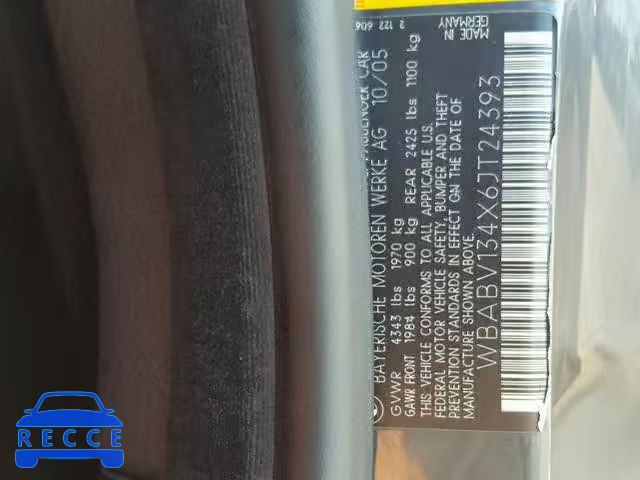 BAYERISCHE MOTOREN WERKE AG 10/05
GVWR 4343 lbs 1970 kg
GAWR FRONT 1984 lbs 900 kg REAR 2425 lbs 1100 kg
THIS VEHICLE CONFORMS TO ALL APPLICABLE U.S.
FEDERAL MOTOR VEHICLE SAFETY, BUMPER AND THEFT
PREVENTION STANDARDS IN EFFECT ON THE DATE OF
MANUFACTURE SHOWN ABOVE.
WBABV134X6JT24393
PASSENGER CAR
2 122 606
MADE IN
GERMANY
RECCE